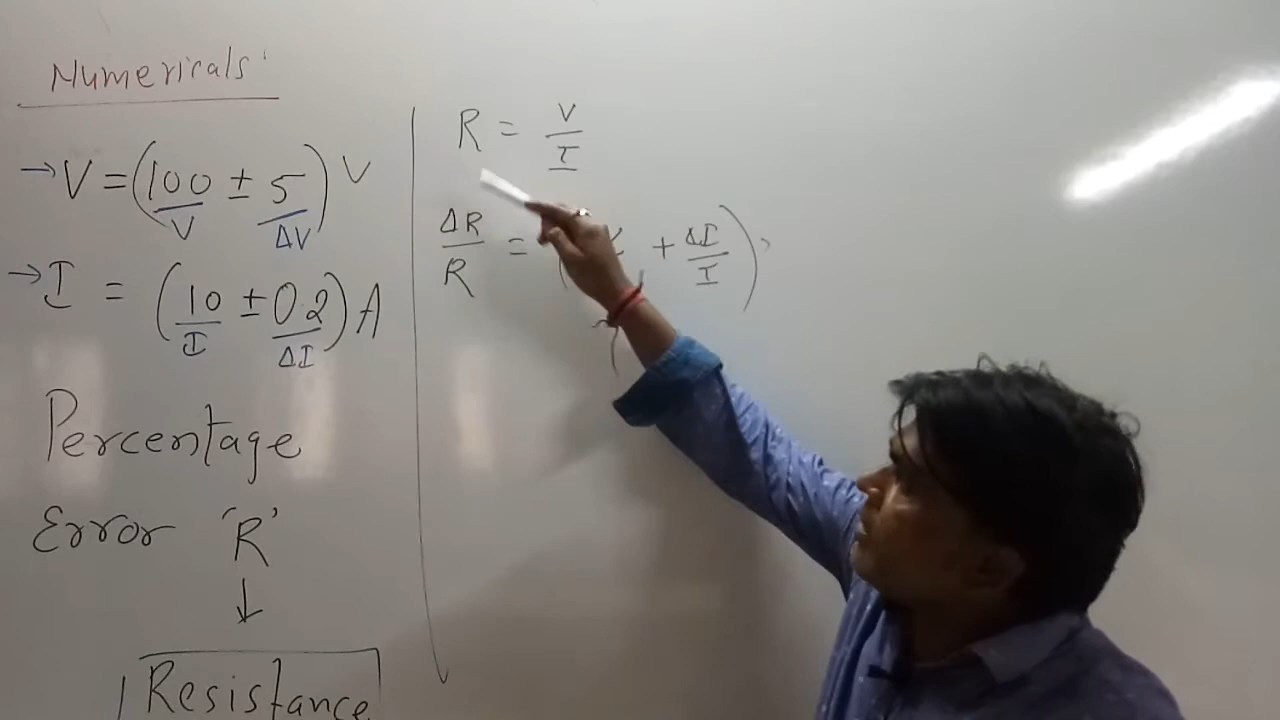 Numericals
→ V = (100 ± 5) V
V ΔV
→ I = (10 ± 0.2) A
I ΔI
Percentage
Error 'R'
↓
Resistance
R = V/I
ΔR/R = ( + ΔI/I)